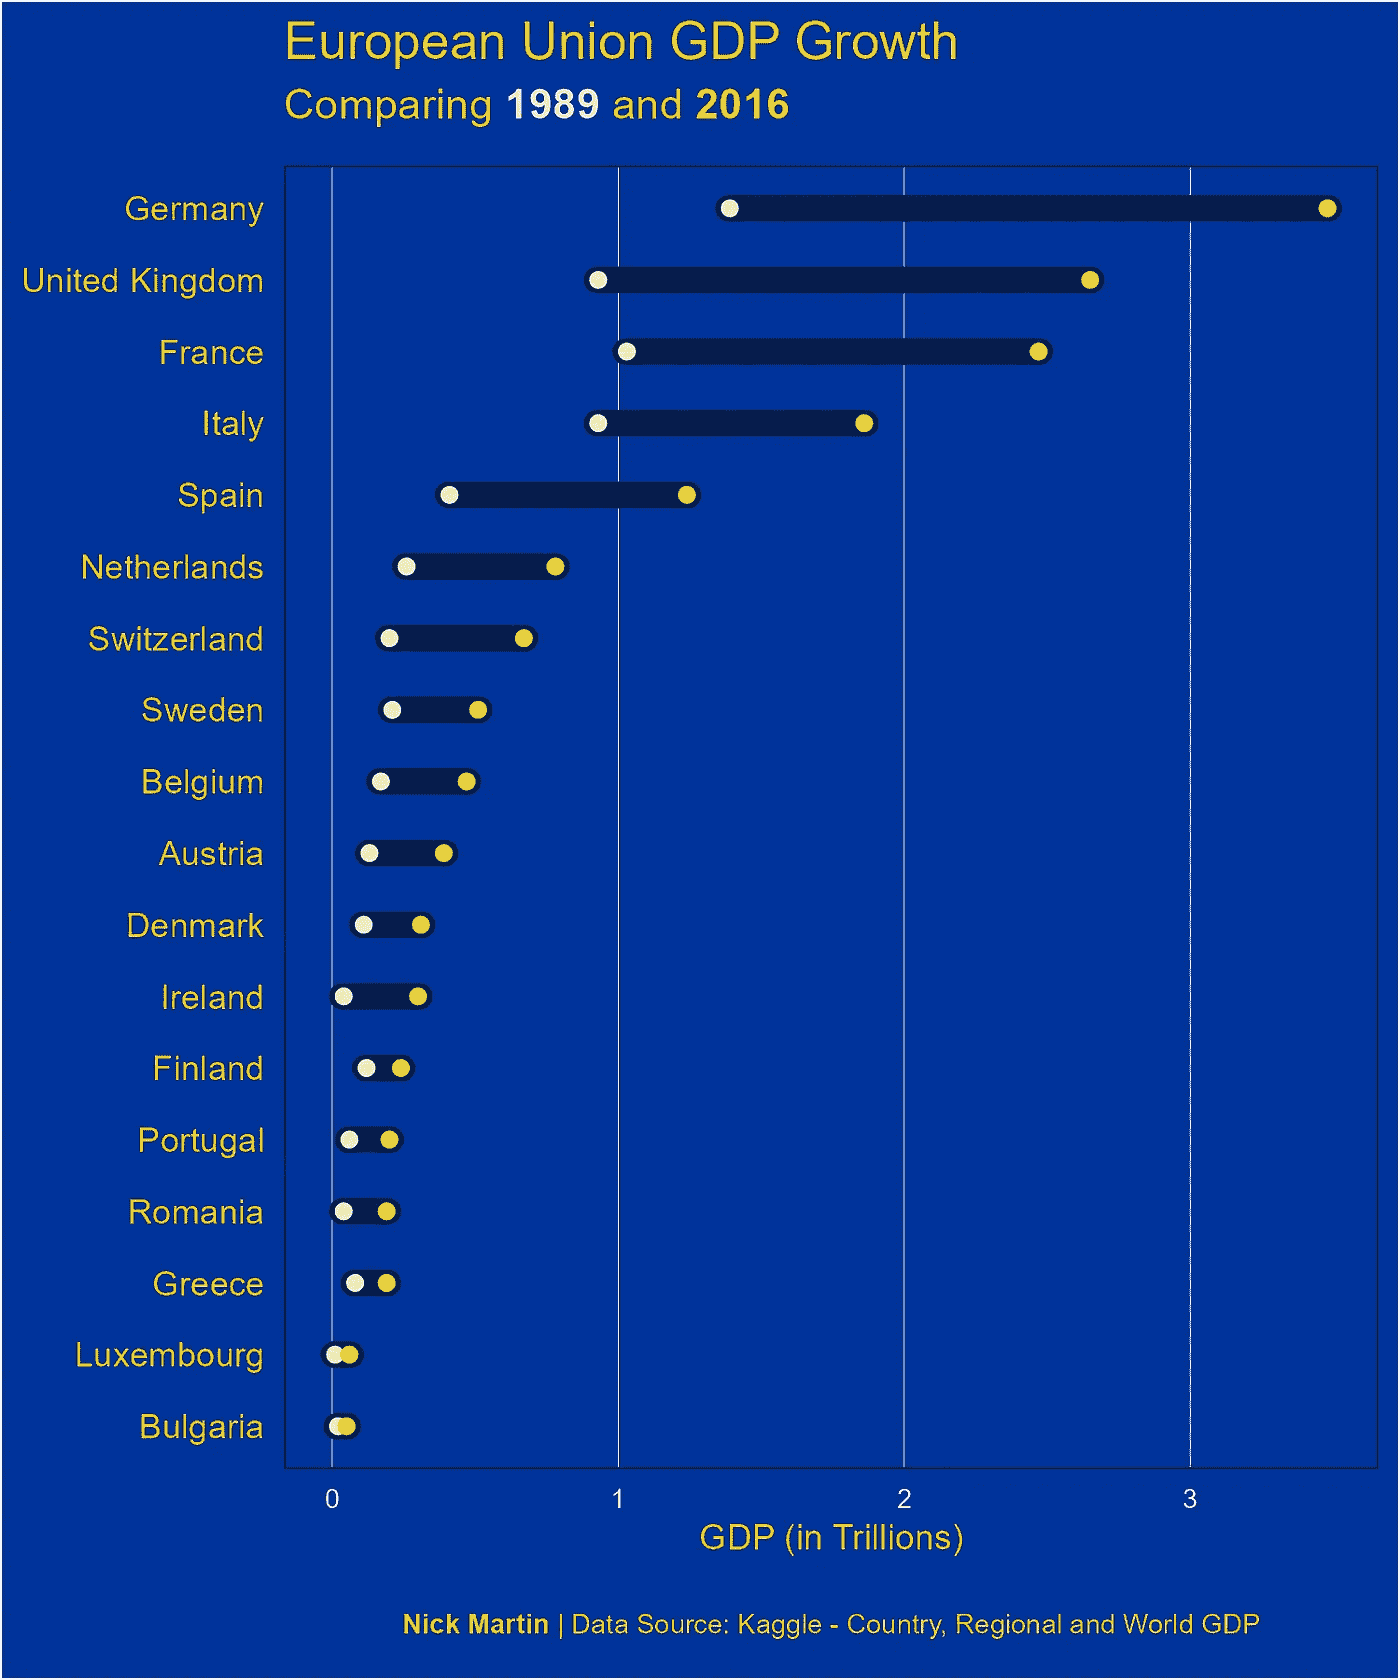 European Union GDP Growth
Comparing 1989 and 2016
Germany
United Kingdom
France
Italy
Spain
Netherlands
Switzerland
Sweden
Belgium
Austria
Denmark
Ireland
Finland
Portugal
Romania
Greece
Luxembourg
Bulgaria
0 1 2 3
GDP (in Trillions)
Nick Martin | Data Source: Kaggle - Country, Regional and World GDP